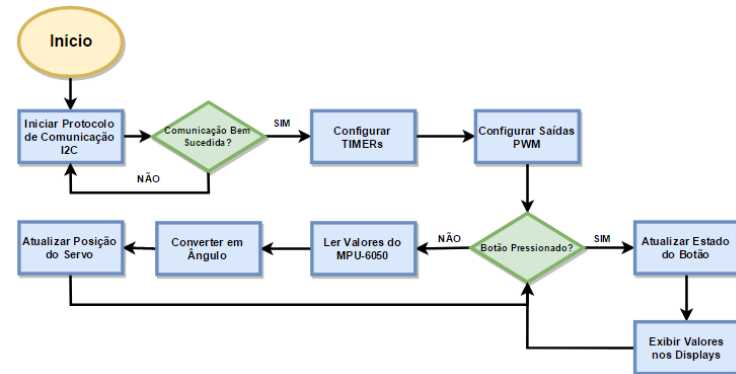 Início
Iniciar Protocolo
de Comunicação
I2C
Comunicação Bem
Sucedida?
SIM
NÃO
Configurar
TIMERs
Configurar Saídas
PWM
Botão Pressionado?
NÃO
SIM
Ler Valores do
MPU-6050
Converter em
Ângulo
Atualizar Posição
do Servo
Atualizar Estado
do Botão
Exibir Valores
nos Displays